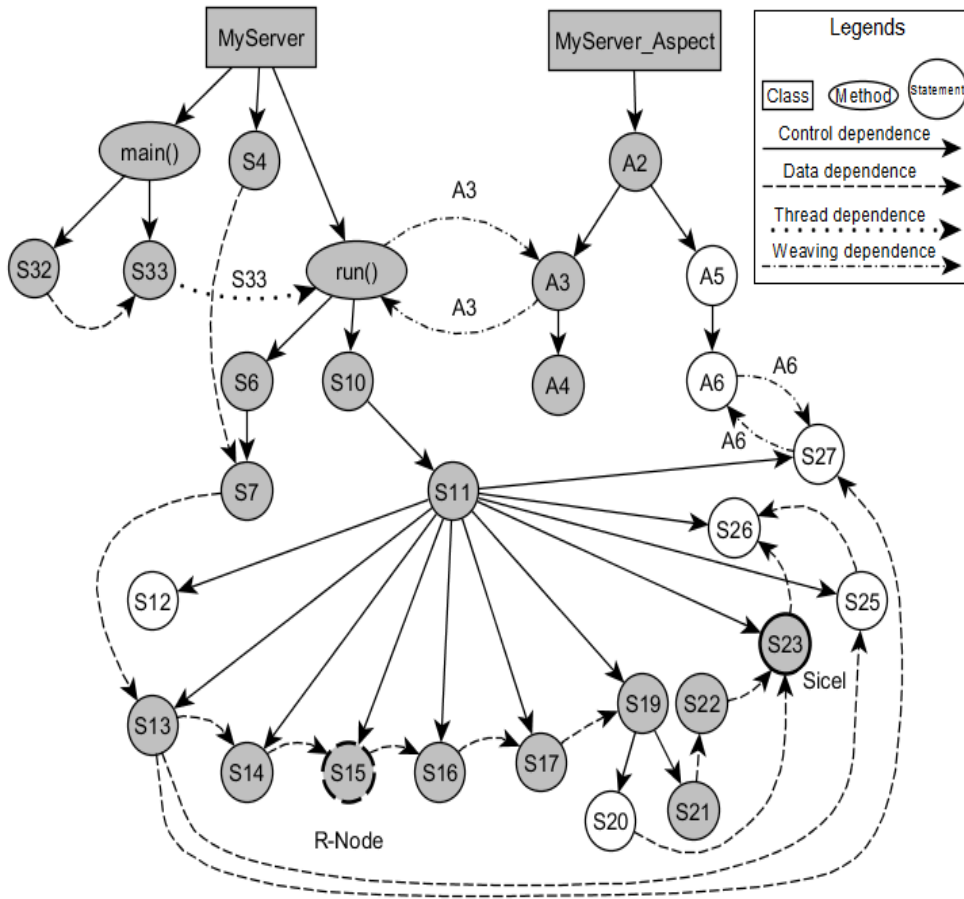 MyServer
MyServer_Aspect
Legends
Class
Method
Statement
Control dependence
Data dependence
Thread dependence
Weaving dependence
main()
S4
A2
A3
S32
S33
S33
run()
A3
A5
A3
S6
S10
A4
A6
A6
A6
S27
S7
S11
S26
S12
S25
S23
Sicel
S13
S19
S22
S14
S15
S16
S17
S20
S21
R-Node